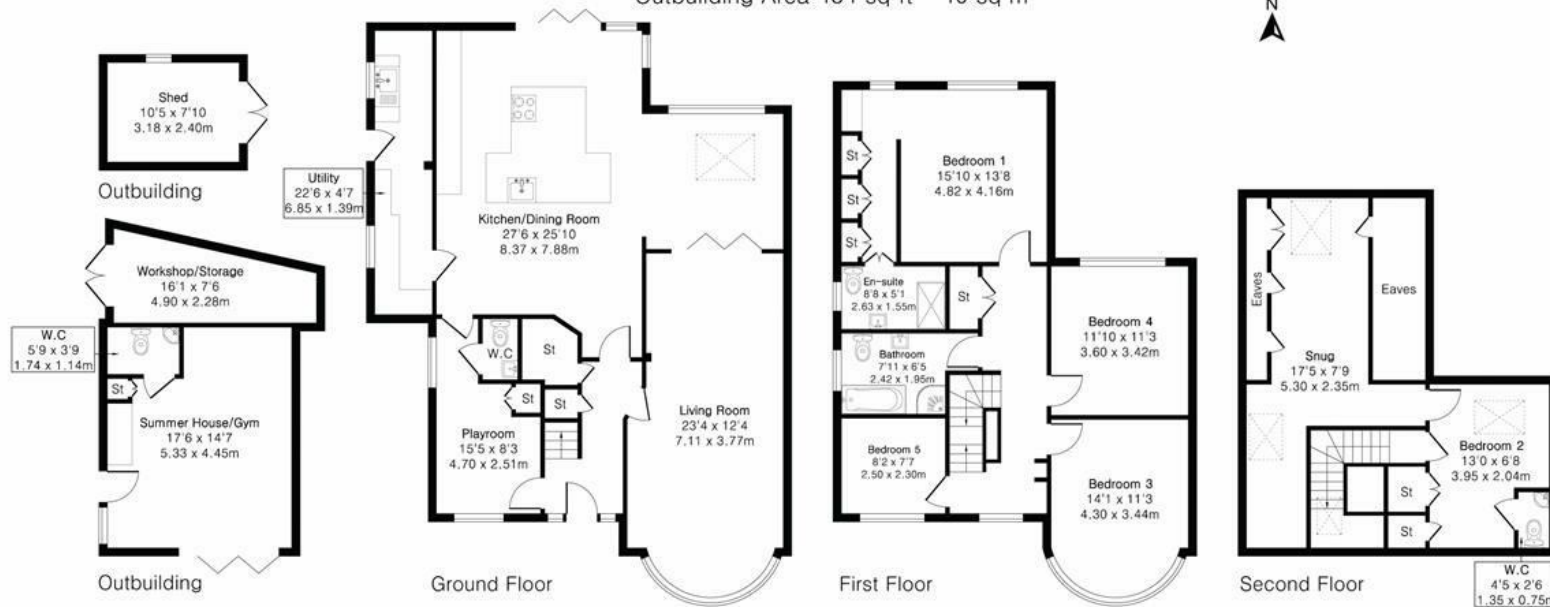 N
Shed
10'5 x 7'10
3.18 x 2.40m
Outbuilding
Workshop/Storage
16'1 x 7'6
4.90 x 2.28m
W.C
5'9 x 3'9
1.74 x 1.14m
St
Summer House/Gym
17'6 x 14'7
5.33 x 4.45m
Outbuilding
Utility
22'6 x 4'7
6.85 x 1.39m
Kitchen/Dining Room
27'6 x 25'10
8.37 x 7.88m
W.C
St
St
St
Playroom
15'5 x 8'3
4.70 x 2.51m
Living Room
23'4 x 12'4
7.11 x 3.77m
Ground Floor
St
St
St
Bedroom 1
15'10 x 13'8
4.82 x 4.16m
En-suite
8'8 x 5'1
2.63 x 1.55m
St
Bathroom
7'11 x 6'5
2.42 x 1.95m
Bedroom 4
11'10 x 11'3
3.60 x 3.42m
Bedroom 5
8'2 x 7'7
2.50 x 2.30m
Bedroom 3
14'1 x 11'3
4.30 x 3.44m
First Floor
Eaves
Eaves
Snug
17'5 x 7'9
5.30 x 2.35m
Bedroom 2
13'0 x 6'8
3.95 x 2.04m
St
St
W.C
4'5 x 2'6
1.35 x 0.75m
Second Floor